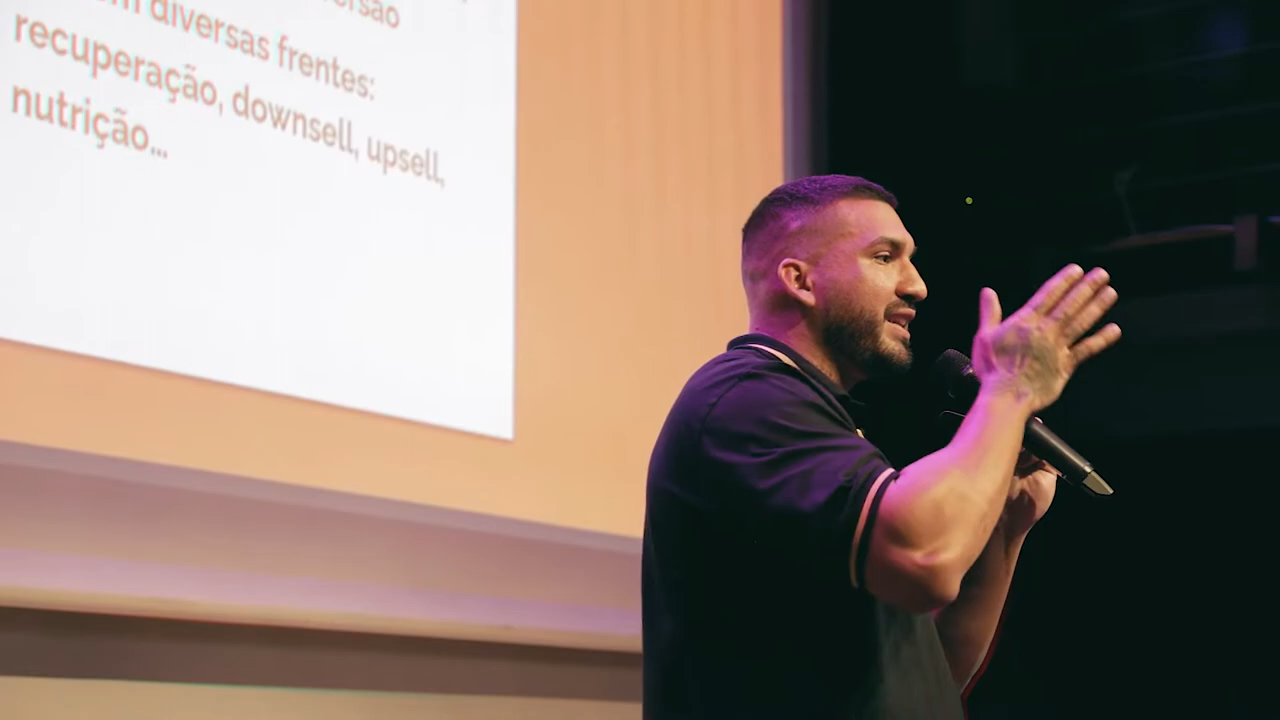 diversas frentes:
recuperação, downsell, upsell,
nutrição...